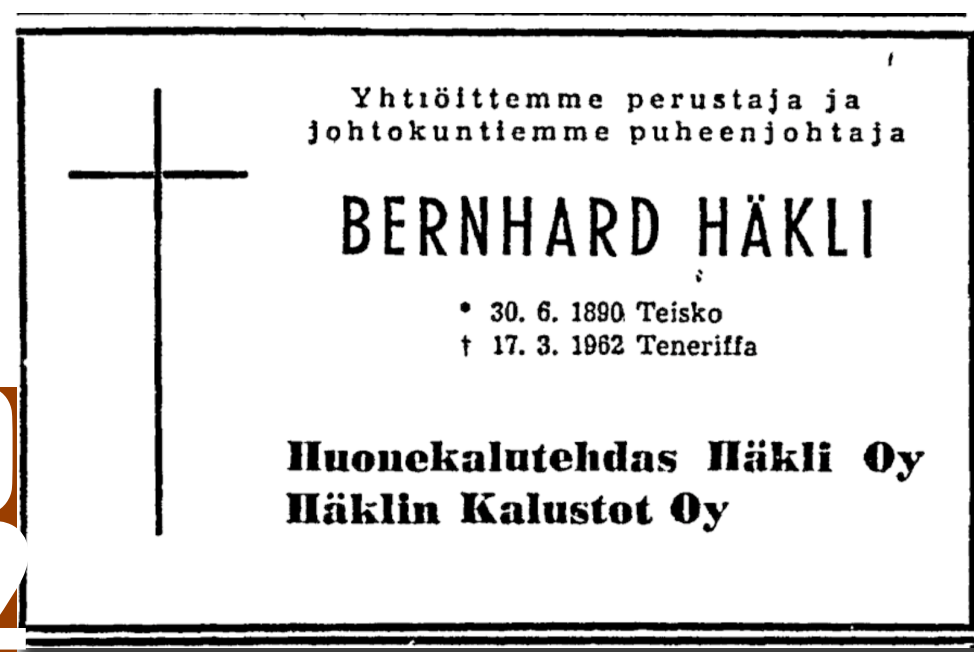 Yhtiöittemme perustaja ja
johtokuntiemme puheenjohtaja
BERNHARD HÄKLI
* 30. 6. 1890 Teisko
† 17. 3. 1962 Teneriffa
Huonekalutehdas Häkli Oy
Häklin Kalustot Oy